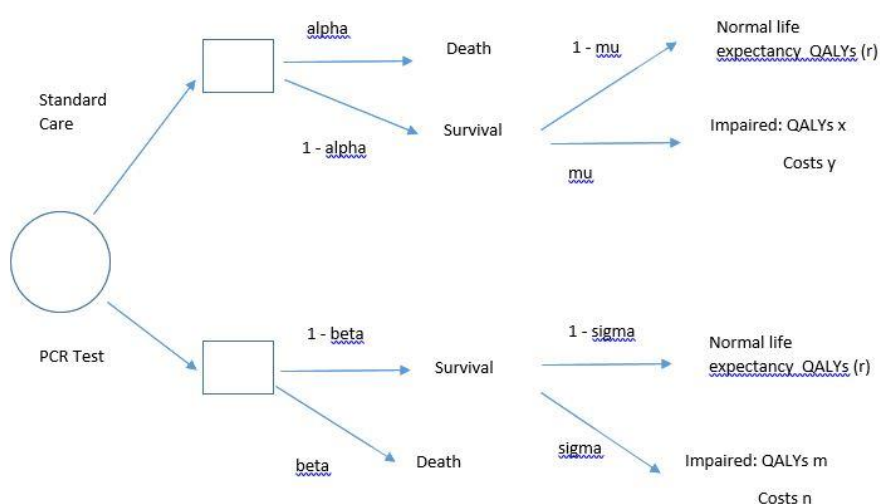 alpha
Death
1 - mu
Normal life
expectancy QALYs (r)
Standard
Care
Survival
Impaired: QALYs x
1 - alpha
Costs y
mu
1 - beta
1 - sigma
Normal life
expectancy QALYs (r)
PCR Test
Survival
sigma
beta
Death
Impaired: QALYs m
Costs n